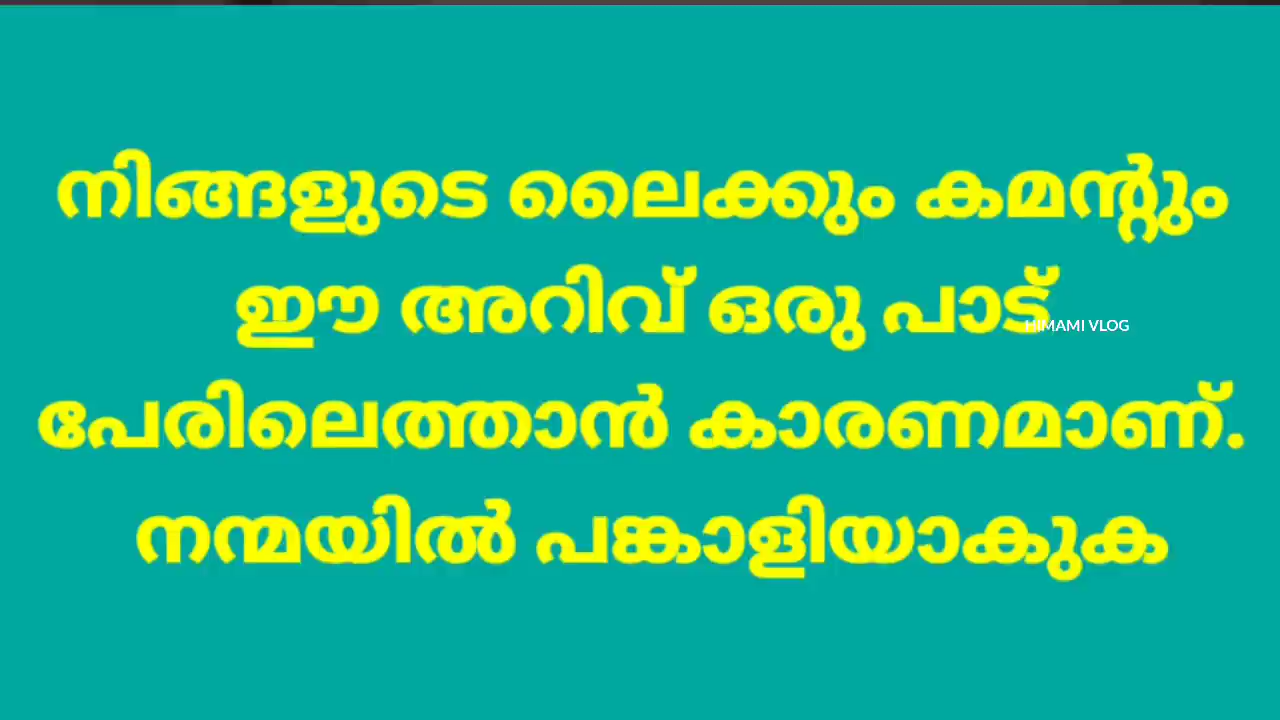 നിങ്ങളുടെ ലൈക്കും കമന്റും
ഈ അറിവ് ഒരു പാട്
HIMAMI VLOG
പേരിലെത്താൻ കാരണമാണ്.
നന്മയിൽ പങ്കാളിയാകുക